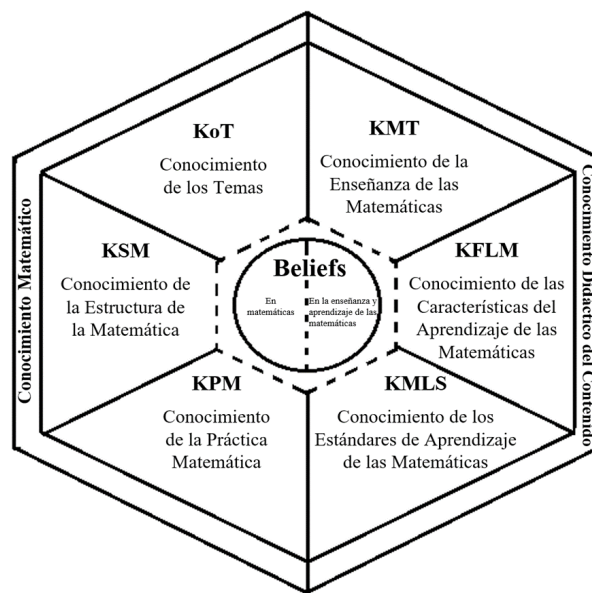 KoT
Conocimiento
de los Temas
KMT
Conocimiento de la
Enseñanza de las
Matemáticas
Conocimiento Matemático
KSM
Conocimiento de
la Estructura de
la Matemática
Beliefs
En
matemáticas
En la enseñanza y
aprendizaje de las
matemáticas
KFLM
Conocimiento de las
Características del
Aprendizaje de las
Matemáticas
Conocimiento Didactico del Contenido
KPM
Conocimiento
de la Práctica
Matemática
KMLS
Conocimiento de los
Estándares de Aprendizaje
de las Matemáticas